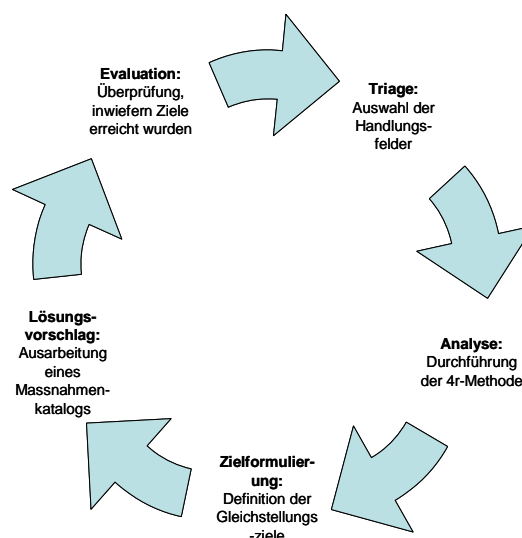 Evaluation:
Überprüfung,
inwiefern Ziele
erreicht wurden
Triage:
Auswahl der
Handlungs-
felder
Analyse:
Durchführung
der 4r-Methode
Zielformulier-
ung:
Definition der
Gleichstellungs
-ziele
Lösungs-
vorschlag:
Ausarbeitung
eines
Massnahmen-
katalogs